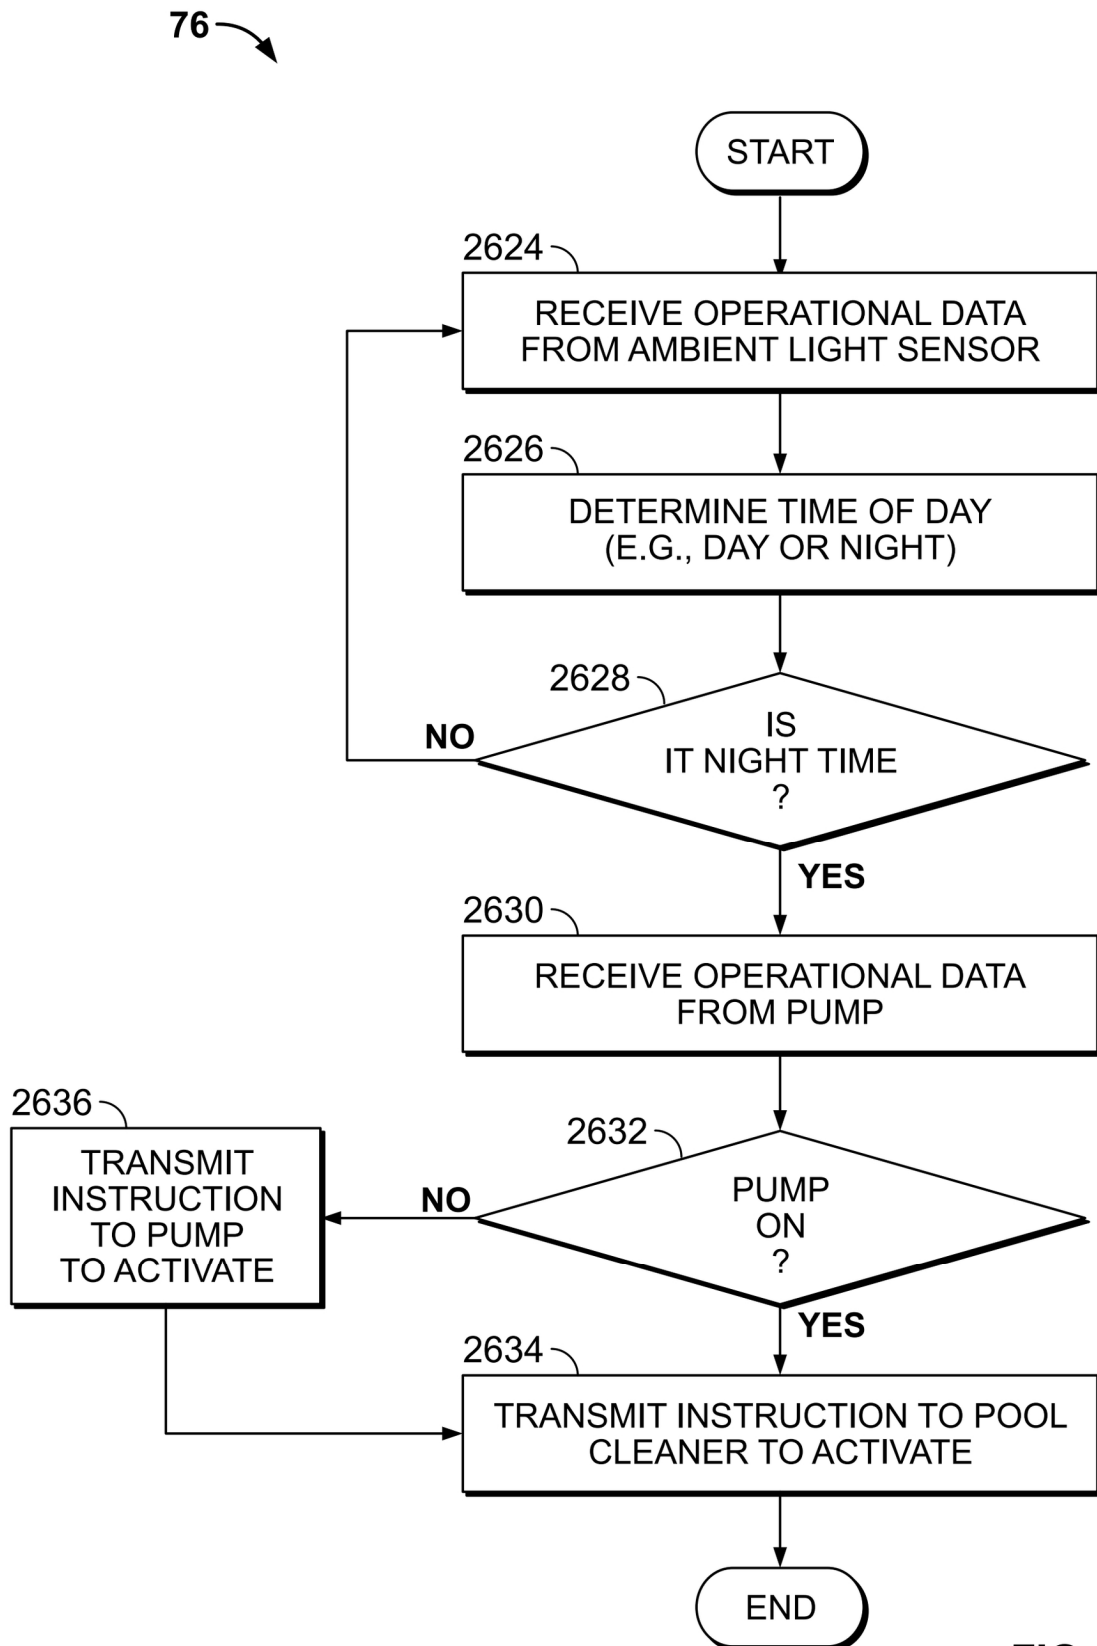 76
START
2624
RECEIVE OPERATIONAL DATA
FROM AMBIENT LIGHT SENSOR
2626
DETERMINE TIME OF DAY
(E.G., DAY OR NIGHT)
2628
IS
IT NIGHT TIME
?
NO
YES
2630
RECEIVE OPERATIONAL DATA
FROM PUMP
2632
PUMP
ON
?
NO
2636
TRANSMIT
INSTRUCTION
TO PUMP
TO ACTIVATE
YES
2634
TRANSMIT INSTRUCTION TO POOL
CLEANER TO ACTIVATE
END